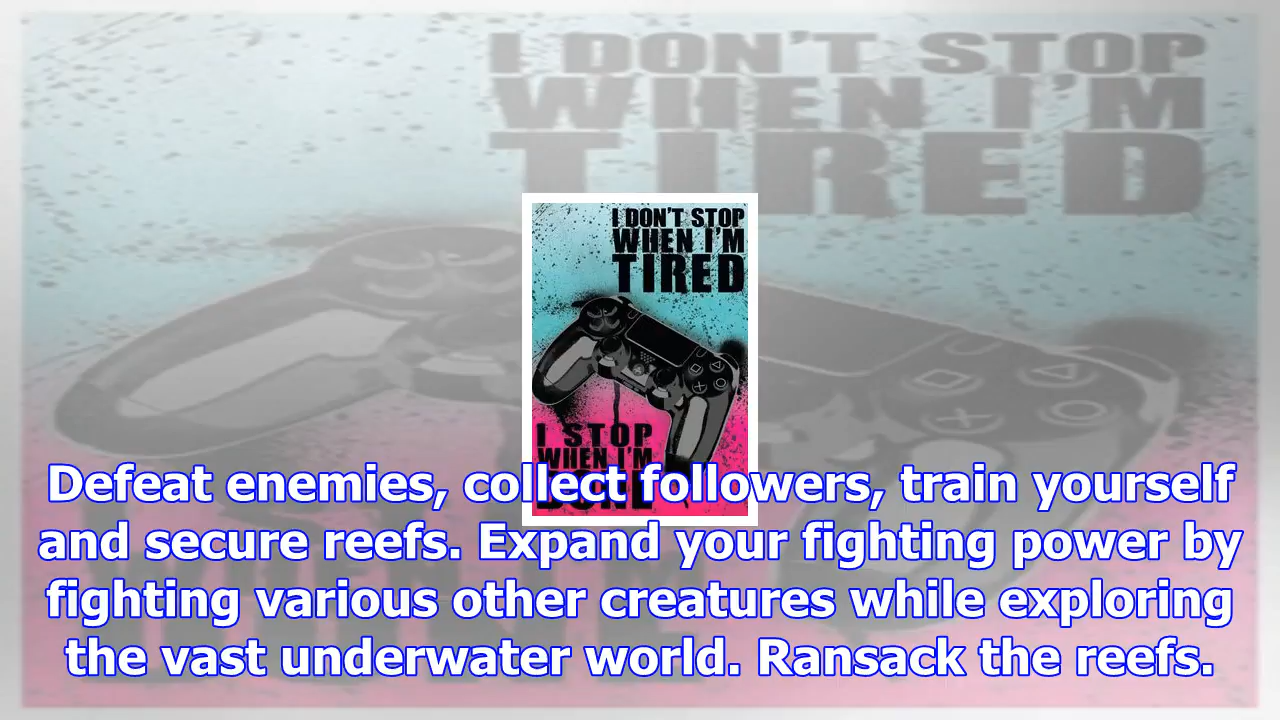 I DON'T STOP
WHEN I'M
TIRED
I DON'T STOP
WHEN I'M
TIRED
I STOP
WHEN I'M
DONE
Defeat enemies, collect followers, train yourself
and secure reefs. Expand your fighting power by
fighting various other creatures while exploring
the vast underwater world. Ransack the reefs.